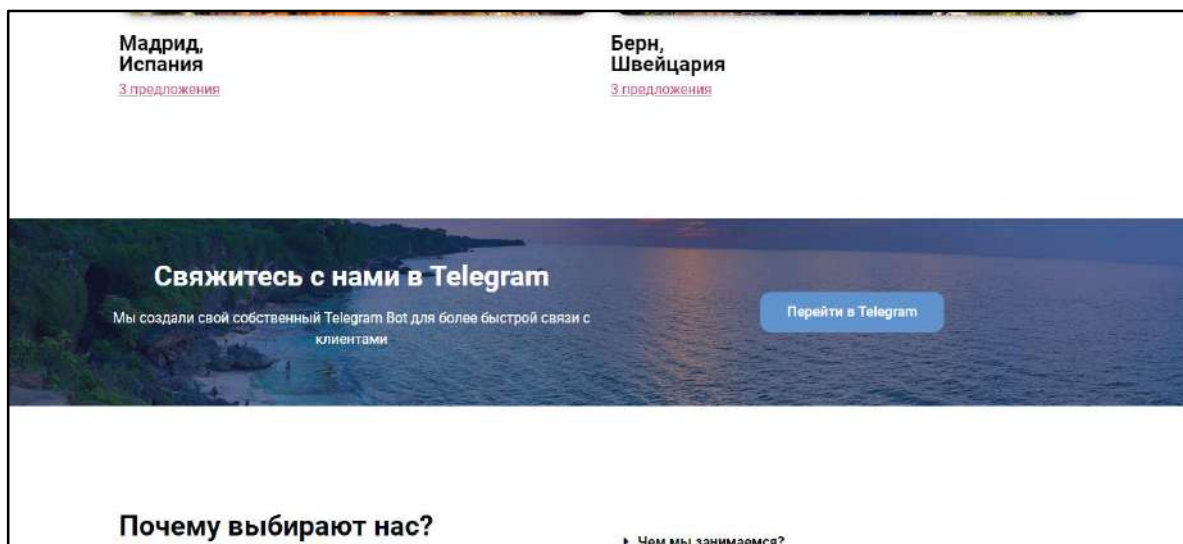 Мадрид,
Испания
3 предложения
Берн,
Швейцария
3 предложения
Свяжитесь с нами в Telegram
Мы создали свой собственный Telegram Bot для более быстрой связи с
клиентами
Перейти в Telegram
Почему выбирают нас?
Чем мы занимаемся?